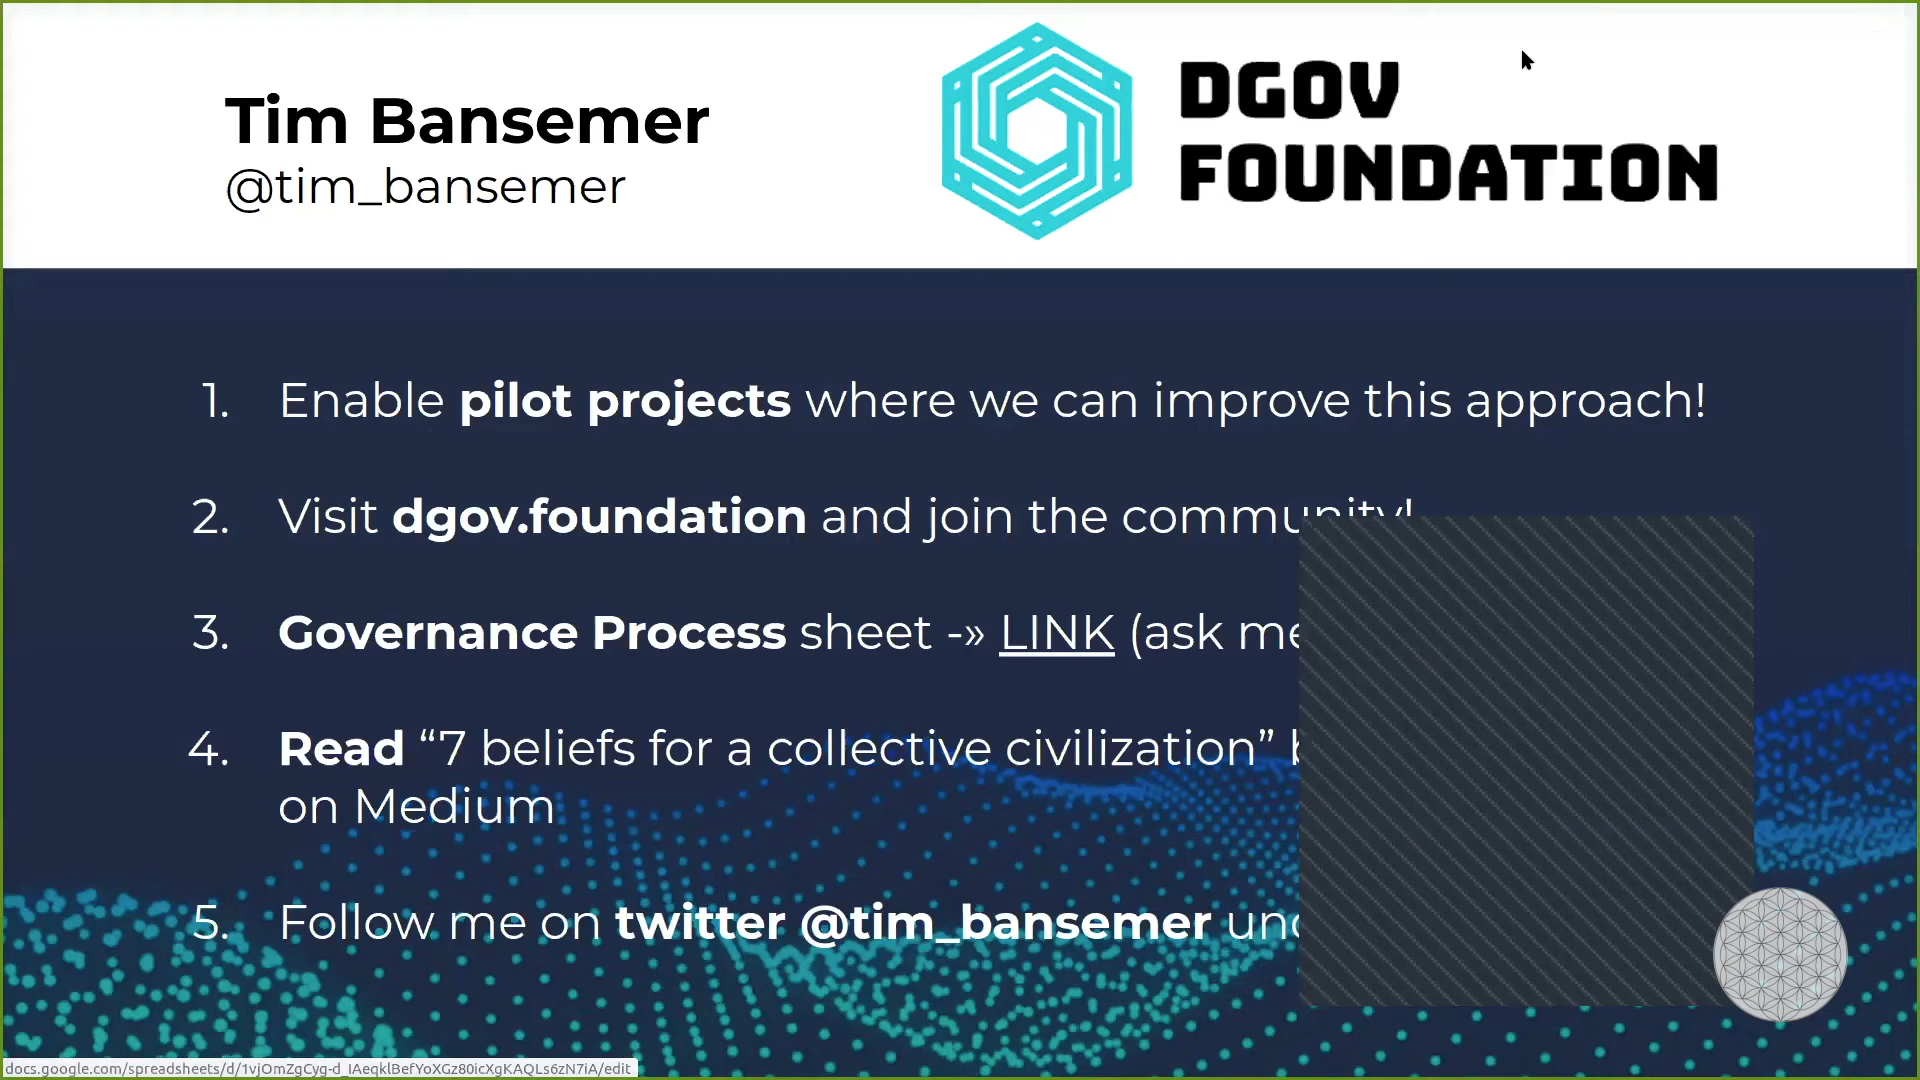 Tim Bansemer
@tim_bansemer
DGOV
FOUNDATION
1. Enable pilot projects where we can improve this approach!
2. Visit dgov.foundation and join the community!
3. Governance Process sheet -» LINK (ask me
4. Read “7 beliefs for a collective civilization”
on Medium
5. Follow me on twitter @tim_bansemer
docs.google.com/spreadsheets/d/1vjOmZgCyg-d_IAeqklBefYoXGz80icXgKAQLs6zN7iA/edit